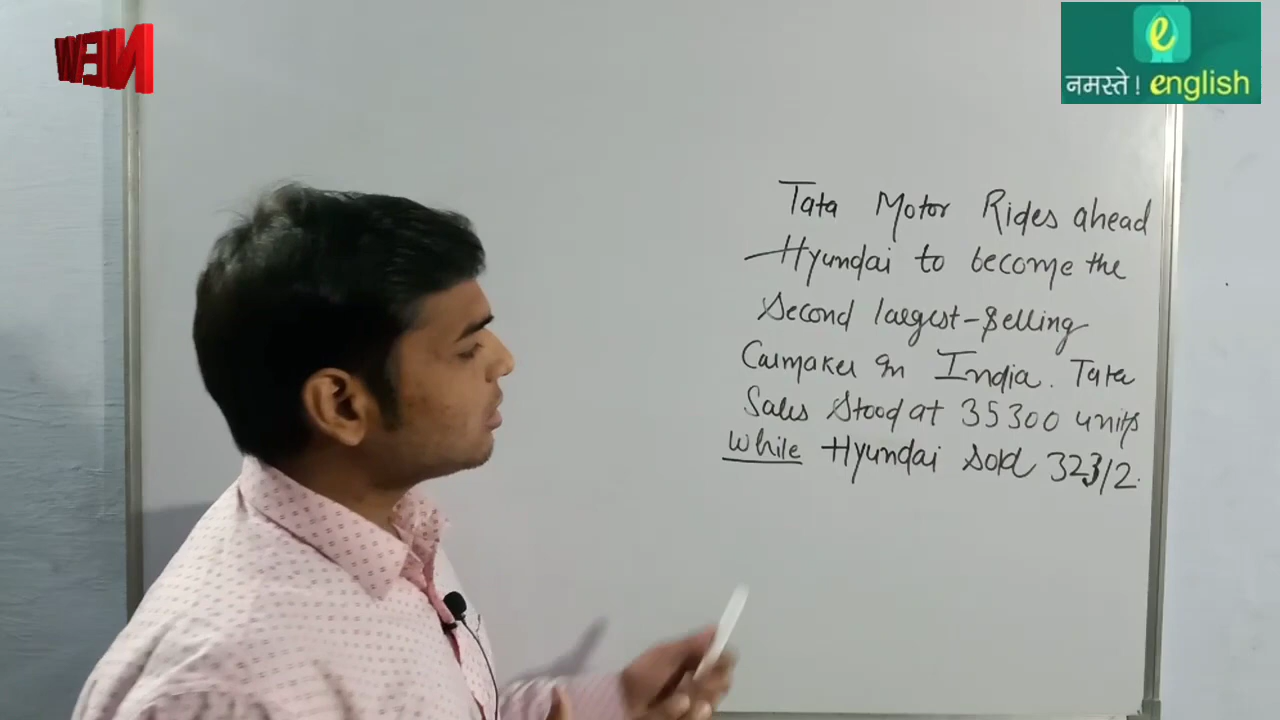 NEW
e
नमस्ते! english
Tata Motor Rides ahead
Hyundai to become the
Second largest-Selling
Carmaker in India. Tata
Sales Stood at 35300 units
while Hyundai sold 32312.